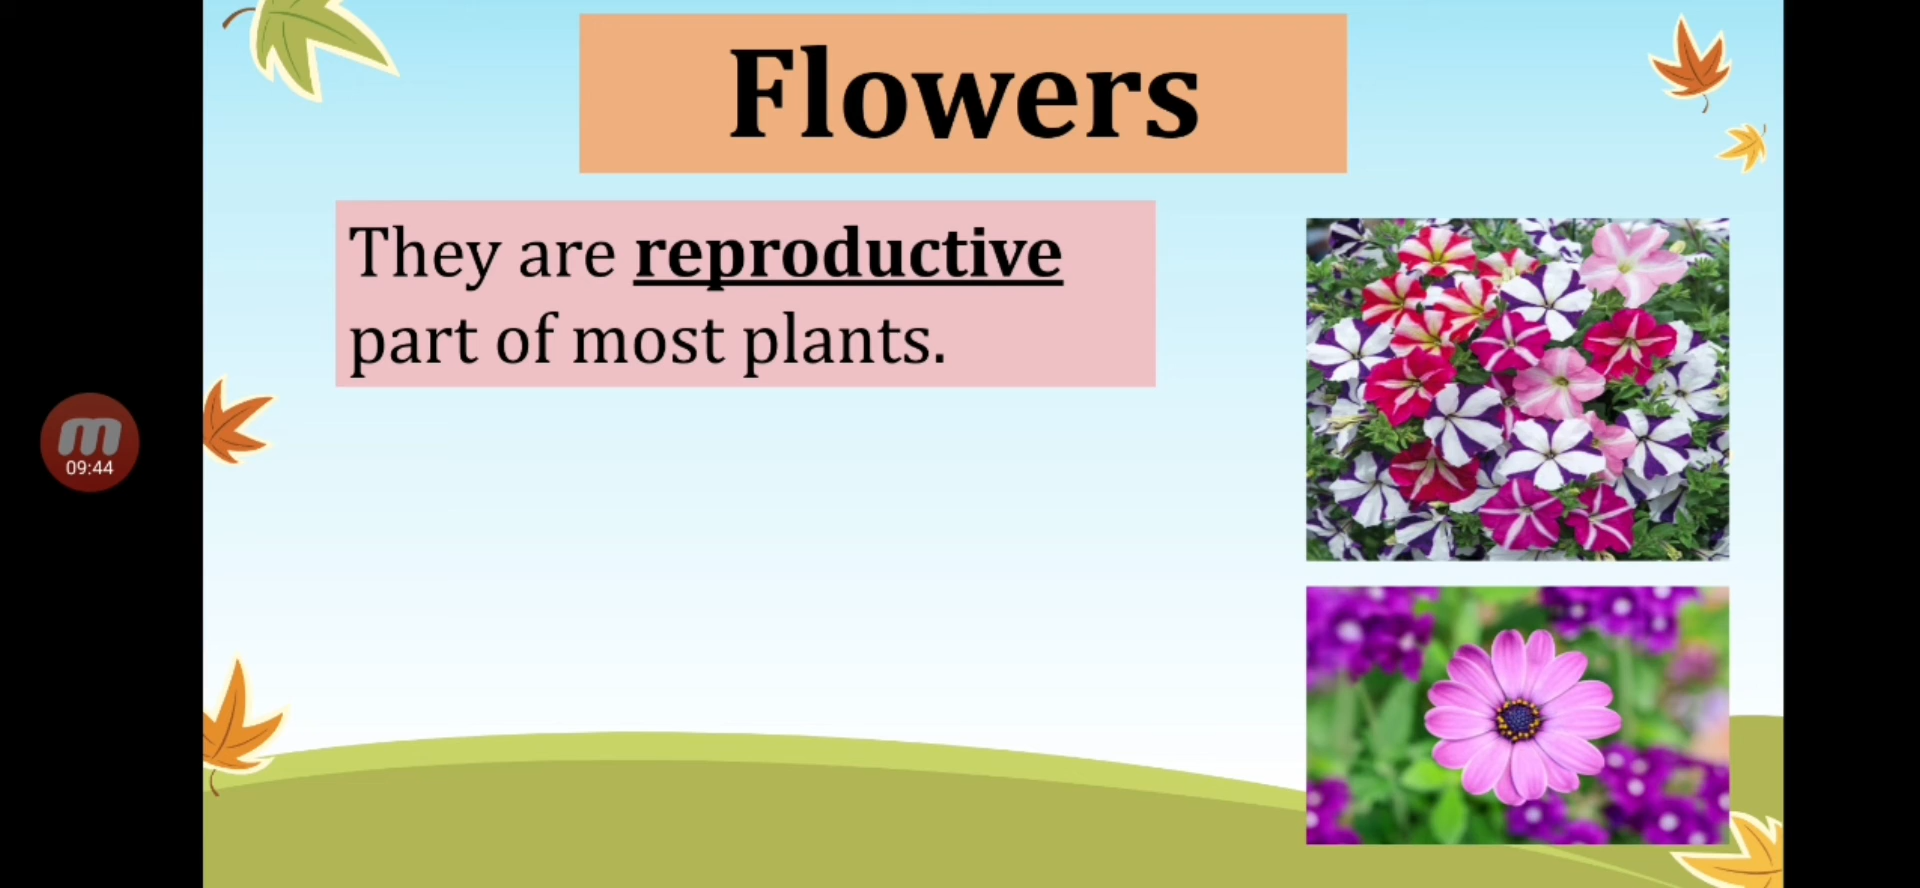 Flowers
They are reproductive
part of most plants.
m
09:44